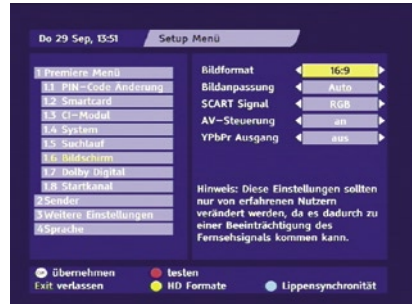 Do 29 Sep, 13:51 Setup Menü
1 Premiere Menü
1.1 PIN-Code Änderung
1.2 Smartcard
1.3 CI-Modul
1.4 System
1.5 Suchlauf
1.6 Bildschirm
1.7 Dolby Digital
1.8 Startkanal
2 Sender
3 Weitere Einstellungen
4 Sprache
Bildformat 16:9
Bildanpassung Auto
SCART Signal RGB
AV-Steuerung an
YPbPr Ausgang aus
Hinweis: Diese Einstellungen sollten
nur von erfahrenen Nutzern
verändert werden, da es dadurch zu
einer Beeinträchtigung des
Fernsehsignals kommen kann.
übernehmen testen
Exit verlassen HD Formate Lippensynchronität